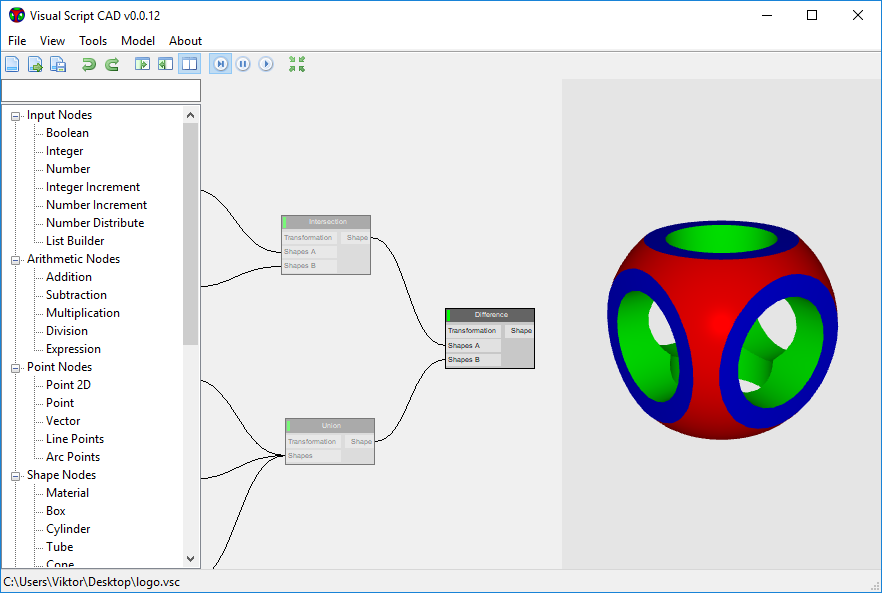 Visual Script CAD v0.0.12
File View Tools Model About
Input Nodes
Boolean
Integer
Number
Integer Increment
Number Increment
Number Distribute
List Builder
Arithmetic Nodes
Addition
Subtraction
Multiplication
Division
Expression
Point Nodes
Point 2D
Point
Vector
Line Points
Arc Points
Shape Nodes
Material
Box
Cylinder
Tube
Cone
Intersection
Transformation Shape
Shapes A
Shapes B
Difference
Transformation Shape
Shapes A
Shapes B
Union
Transformation Shape
Shapes
C:\Users\Viktor\Desktop\logo.vsc